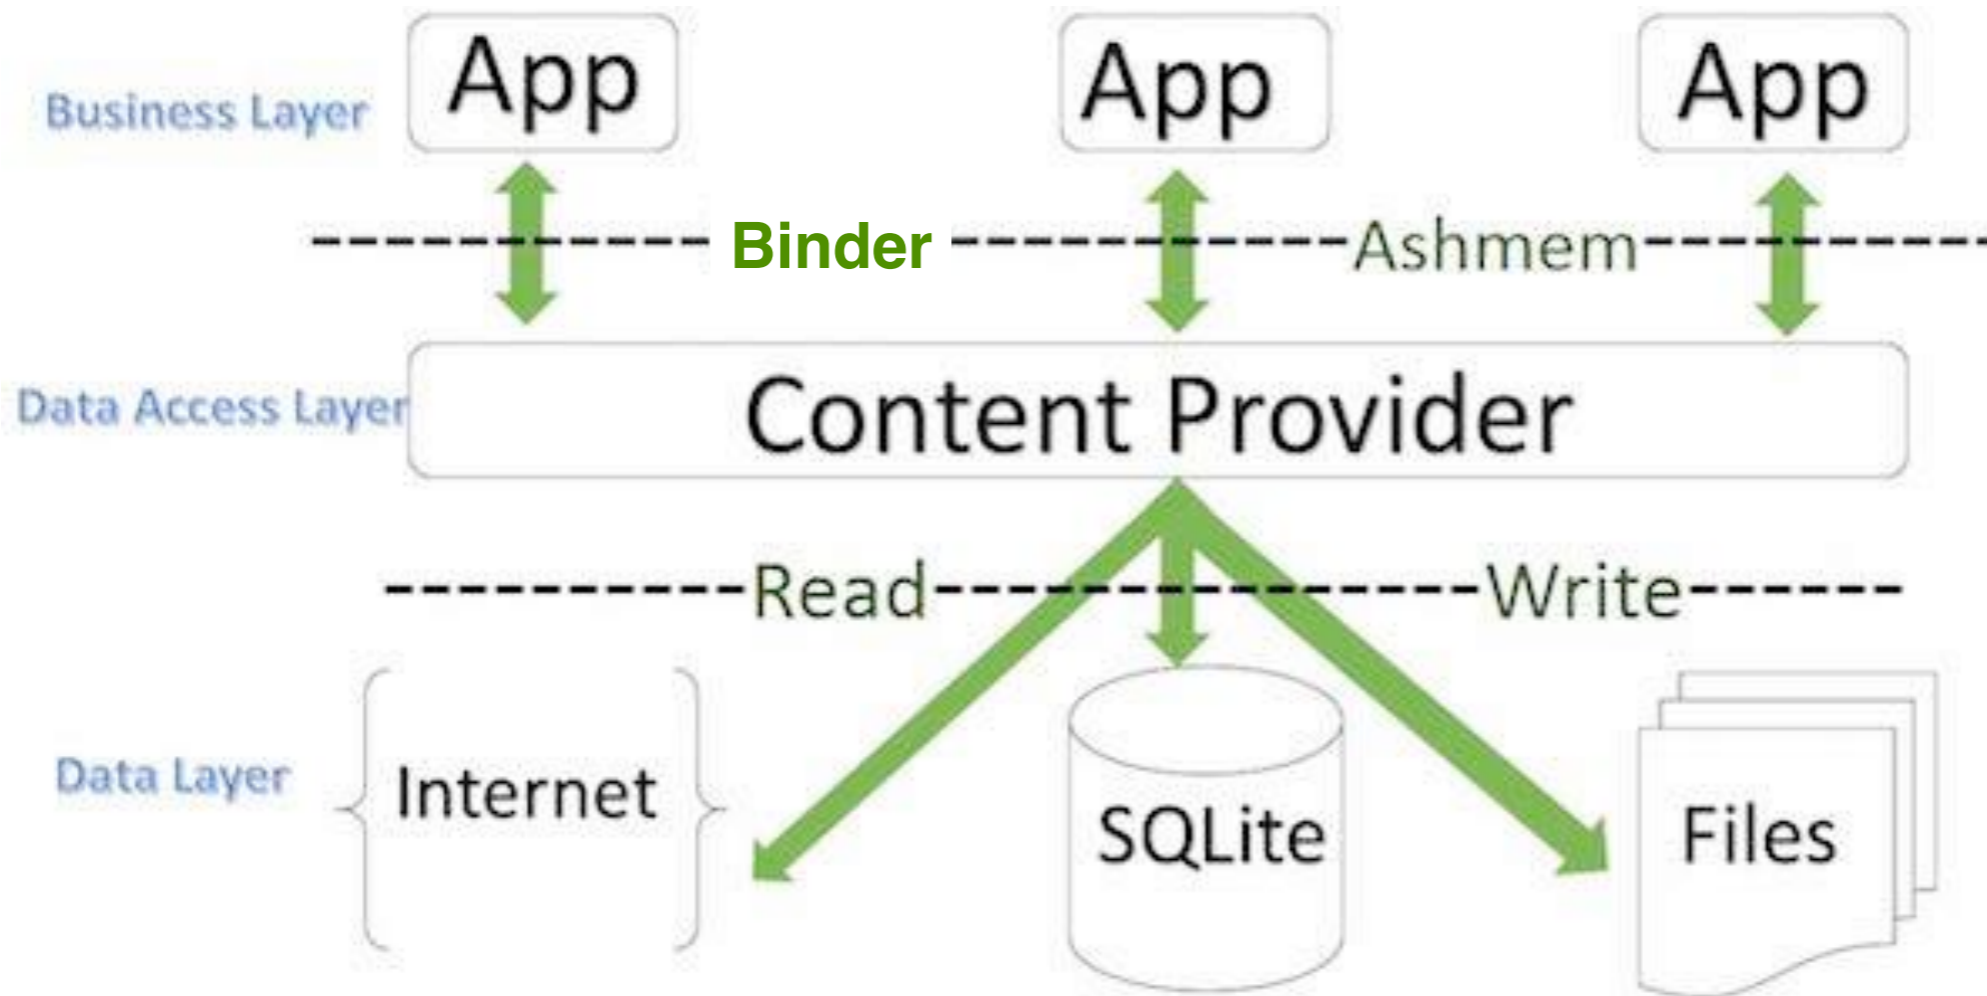 App App App
Business Layer
Binder Ashmem
Data Access Layer Content Provider
Read Write
Data Layer Internet SQLite Files